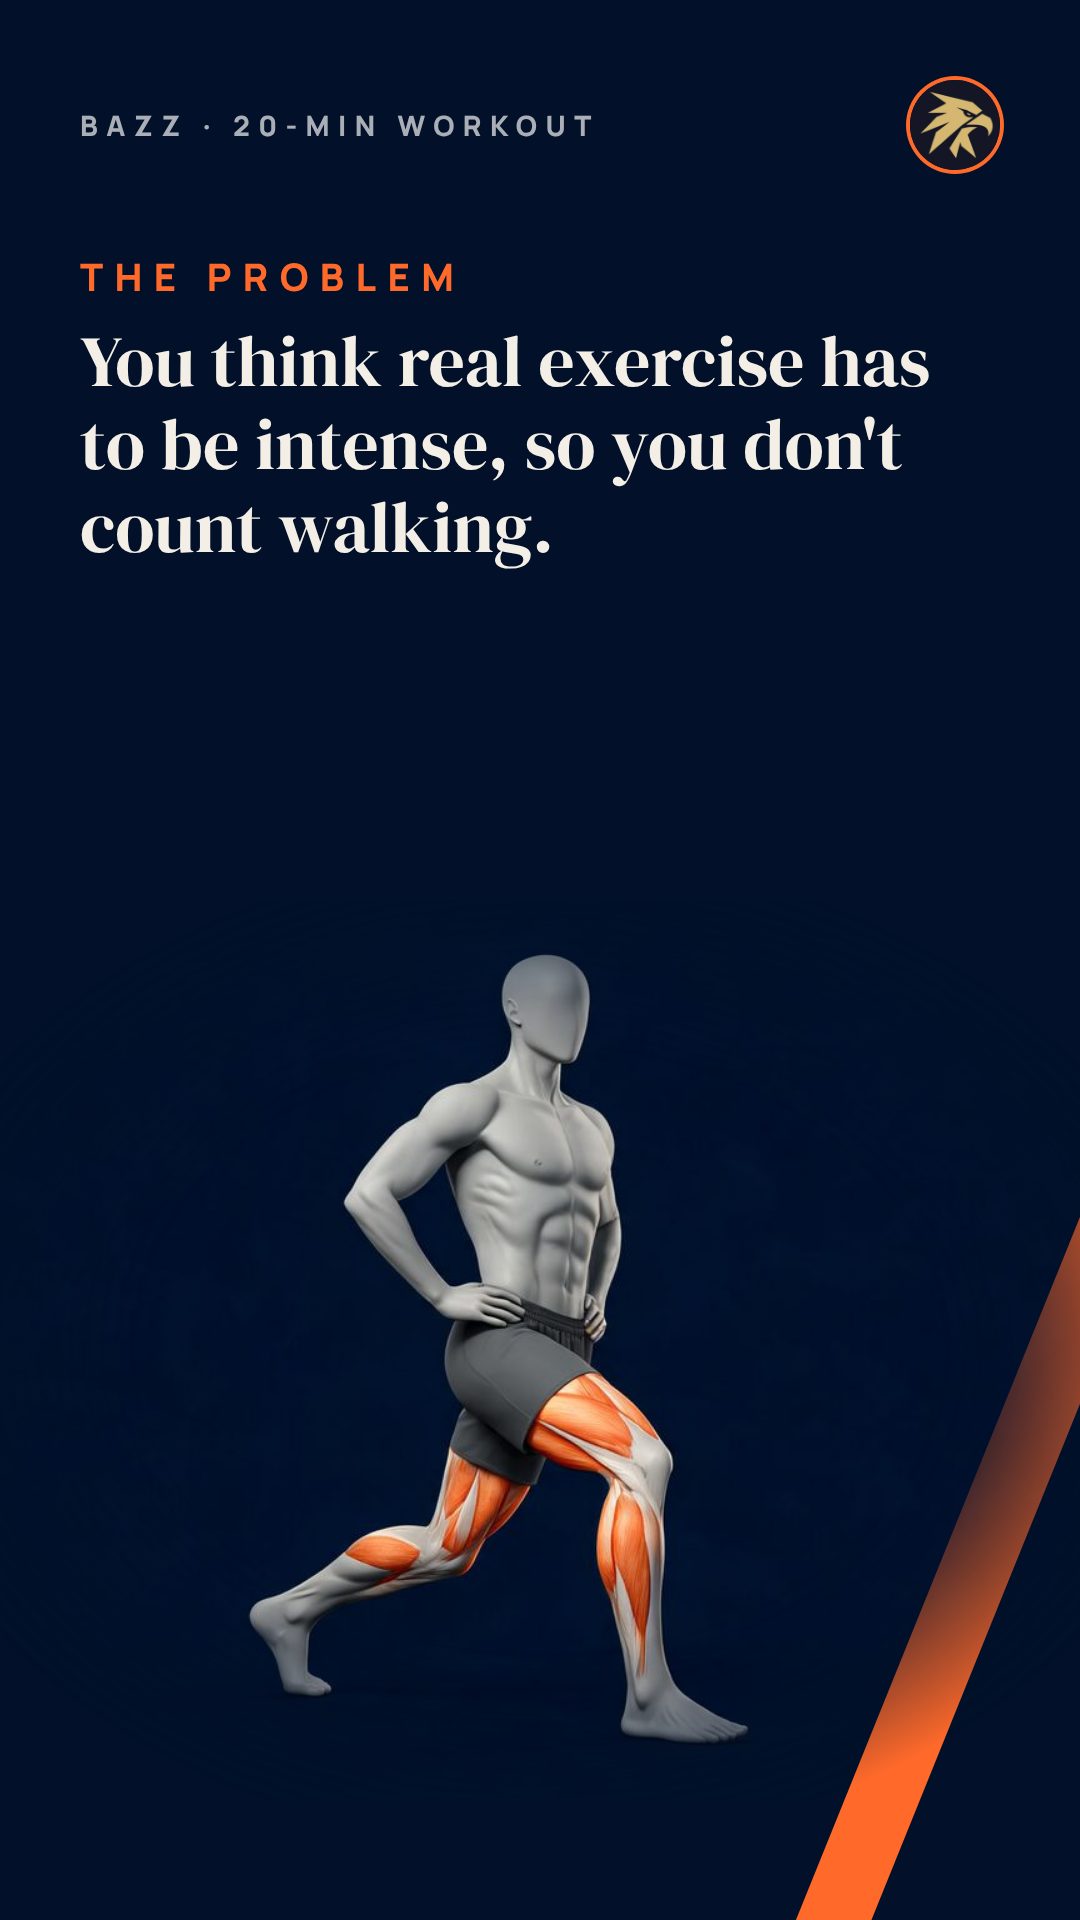 BAZZ · 20-MIN WORKOUT
THE PROBLEM
You think real exercise has
to be intense, so you don't
count walking.